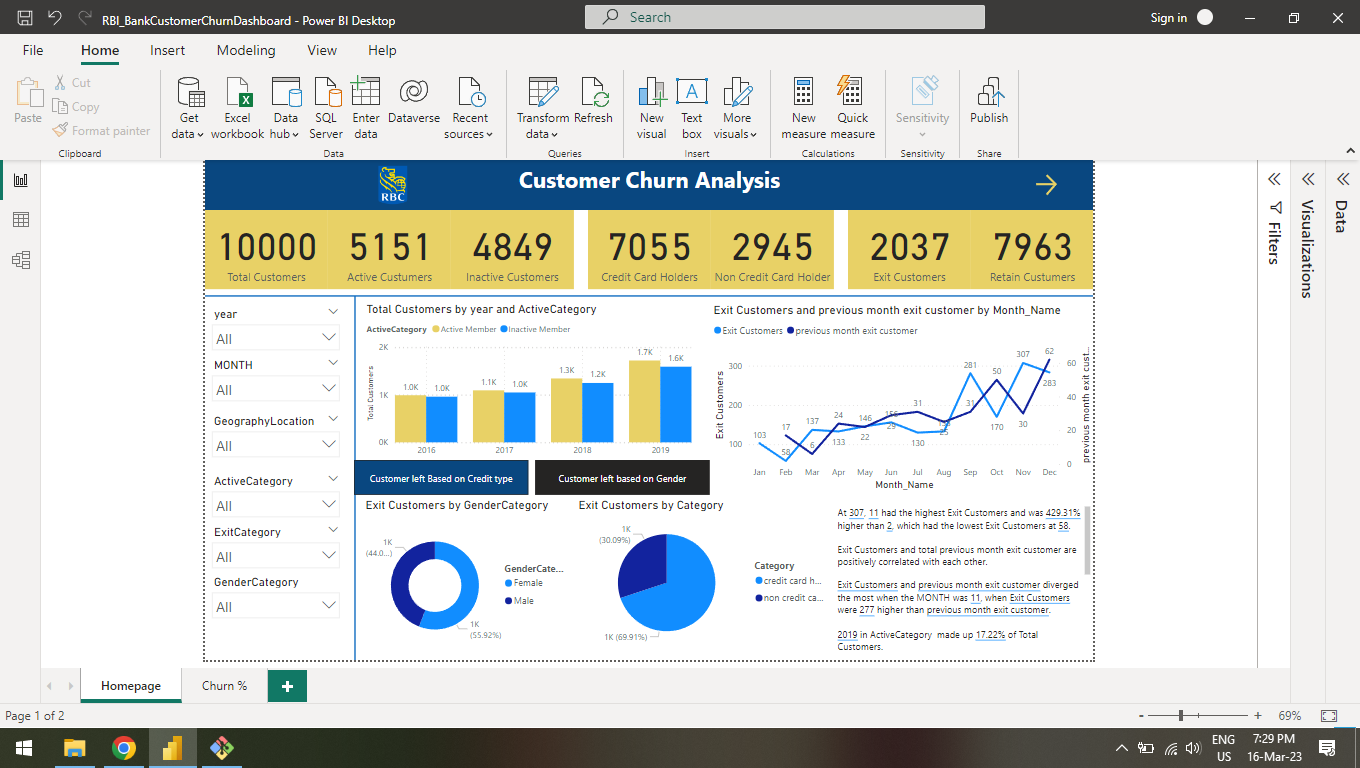 RBI_BankCustomerChurnDashboard - Power BI Desktop
Search
Sign in
File Home Insert Modeling View Help
Paste
Cut
Copy
Format painter
Clipboard
Get data
Excel workbook
Data hub
SQL Server
Enter data
Dataverse
Recent sources
Data
Transform data
Refresh
Queries
New visual
Text box
More visuals
Insert
New measure
Quick measure
Calculations
Sensitivity
Sensitivity
Publish
Share
RBC
Customer Churn Analysis
10000 5151 4849 7055 2945 2037 7963
Total Customers Active Custumers Inactive Customers Credit Card Holders Non Credit Card Holder Exit Customers Retain Custumers
year
All
MONTH
All
GeographyLocation
All
ActiveCategory
All
ExitCategory
All
GenderCategory
All
Total Customers by year and ActiveCategory
ActiveCategory Active Member Inactive Member
Total Customers
2K
1K
0K
1.0K 1.0K 1.1K 1.0K 1.3K 1.2K 1.7K 1.6K
2016 2017 2018 2019
Exit Customers and previous month exit customer by Month_Name
Exit Customers previous month exit customer
Exit Customers
300
200
100
103 58 137 133 146 156 130 281 170 307 283
17 6 24 22 29 31 25 31 50 30 62
60
40
20
0
previous month exit cust...
Jan Feb Mar Apr May Jun Jul Aug Sep Oct Nov Dec
Month_Name
Customer left Based on Credit type
Customer left based on Gender
Exit Customers by GenderCategory
1K
(44.0...)
1K
(55.92%)
GenderCate...
Female
Male
Exit Customers by Category
1K
(30.09%)
1K (69.91%)
Category
credit card h...
non credit ca...
At 307, 11 had the highest Exit Customers and was 429.31%
higher than 2, which had the lowest Exit Customers at 58.
Exit Customers and total previous month exit customer are
positively correlated with each other.
Exit Customers and previous month exit customer diverged
the most when the MONTH was 11, when Exit Customers
were 277 higher than previous month exit customer.
2019 in ActiveCategory made up 17.22% of Total
Customers.
Filters
Visualizations
Data
Homepage
Churn %
Page 1 of 2
- + 69%
ENG
US
7:29 PM
16-Mar-23